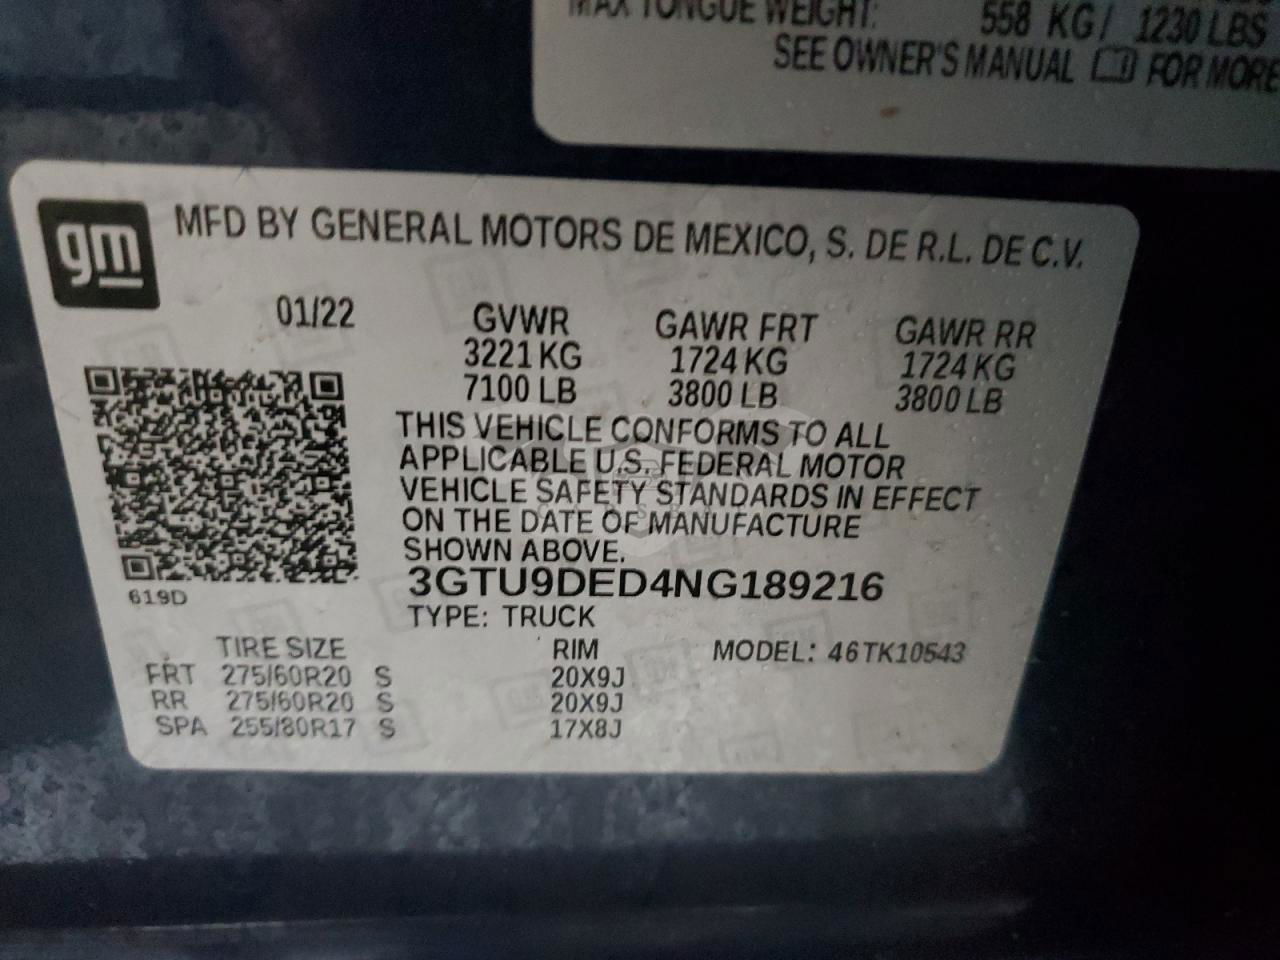 MAX TONGUE WEIGHT: 558 KG/ 1230 LBS
SEE OWNER'S MANUAL FOR MORE
gm
MFD BY GENERAL MOTORS DE MEXICO, S. DE R.L. DE C.V.
01/22 GVWR GAWR FRT GAWR RR
3221 KG 1724 KG 1724 KG
7100 LB 3800 LB 3800 LB
THIS VEHICLE CONFORMS TO ALL
APPLICABLE U.S. FEDERAL MOTOR
VEHICLE SAFETY STANDARDS IN EFFECT
ON THE DATE OF MANUFACTURE
SHOWN ABOVE.
3GTU9DED4NG189216
619D
TYPE: TRUCK
TIRE SIZE RIM MODEL: 46TK10543
FRT 275/60R20 S 20X9J
RR 275/60R20 S 20X9J
SPA 255/80R17 S 17X8J